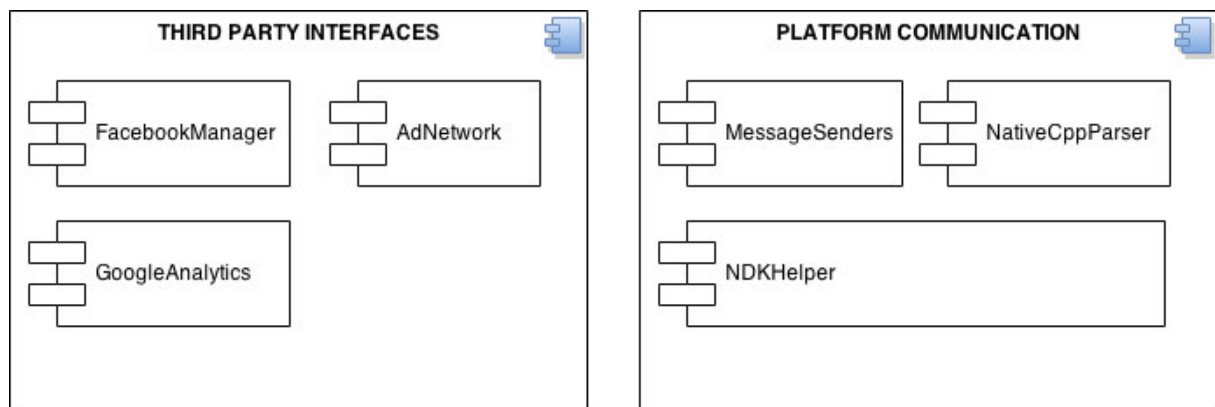 THIRD PARTY INTERFACES
FacebookManager
AdNetwork
GoogleAnalytics
PLATFORM COMMUNICATION
MessageSenders
NativeCppParser
NDKHelper